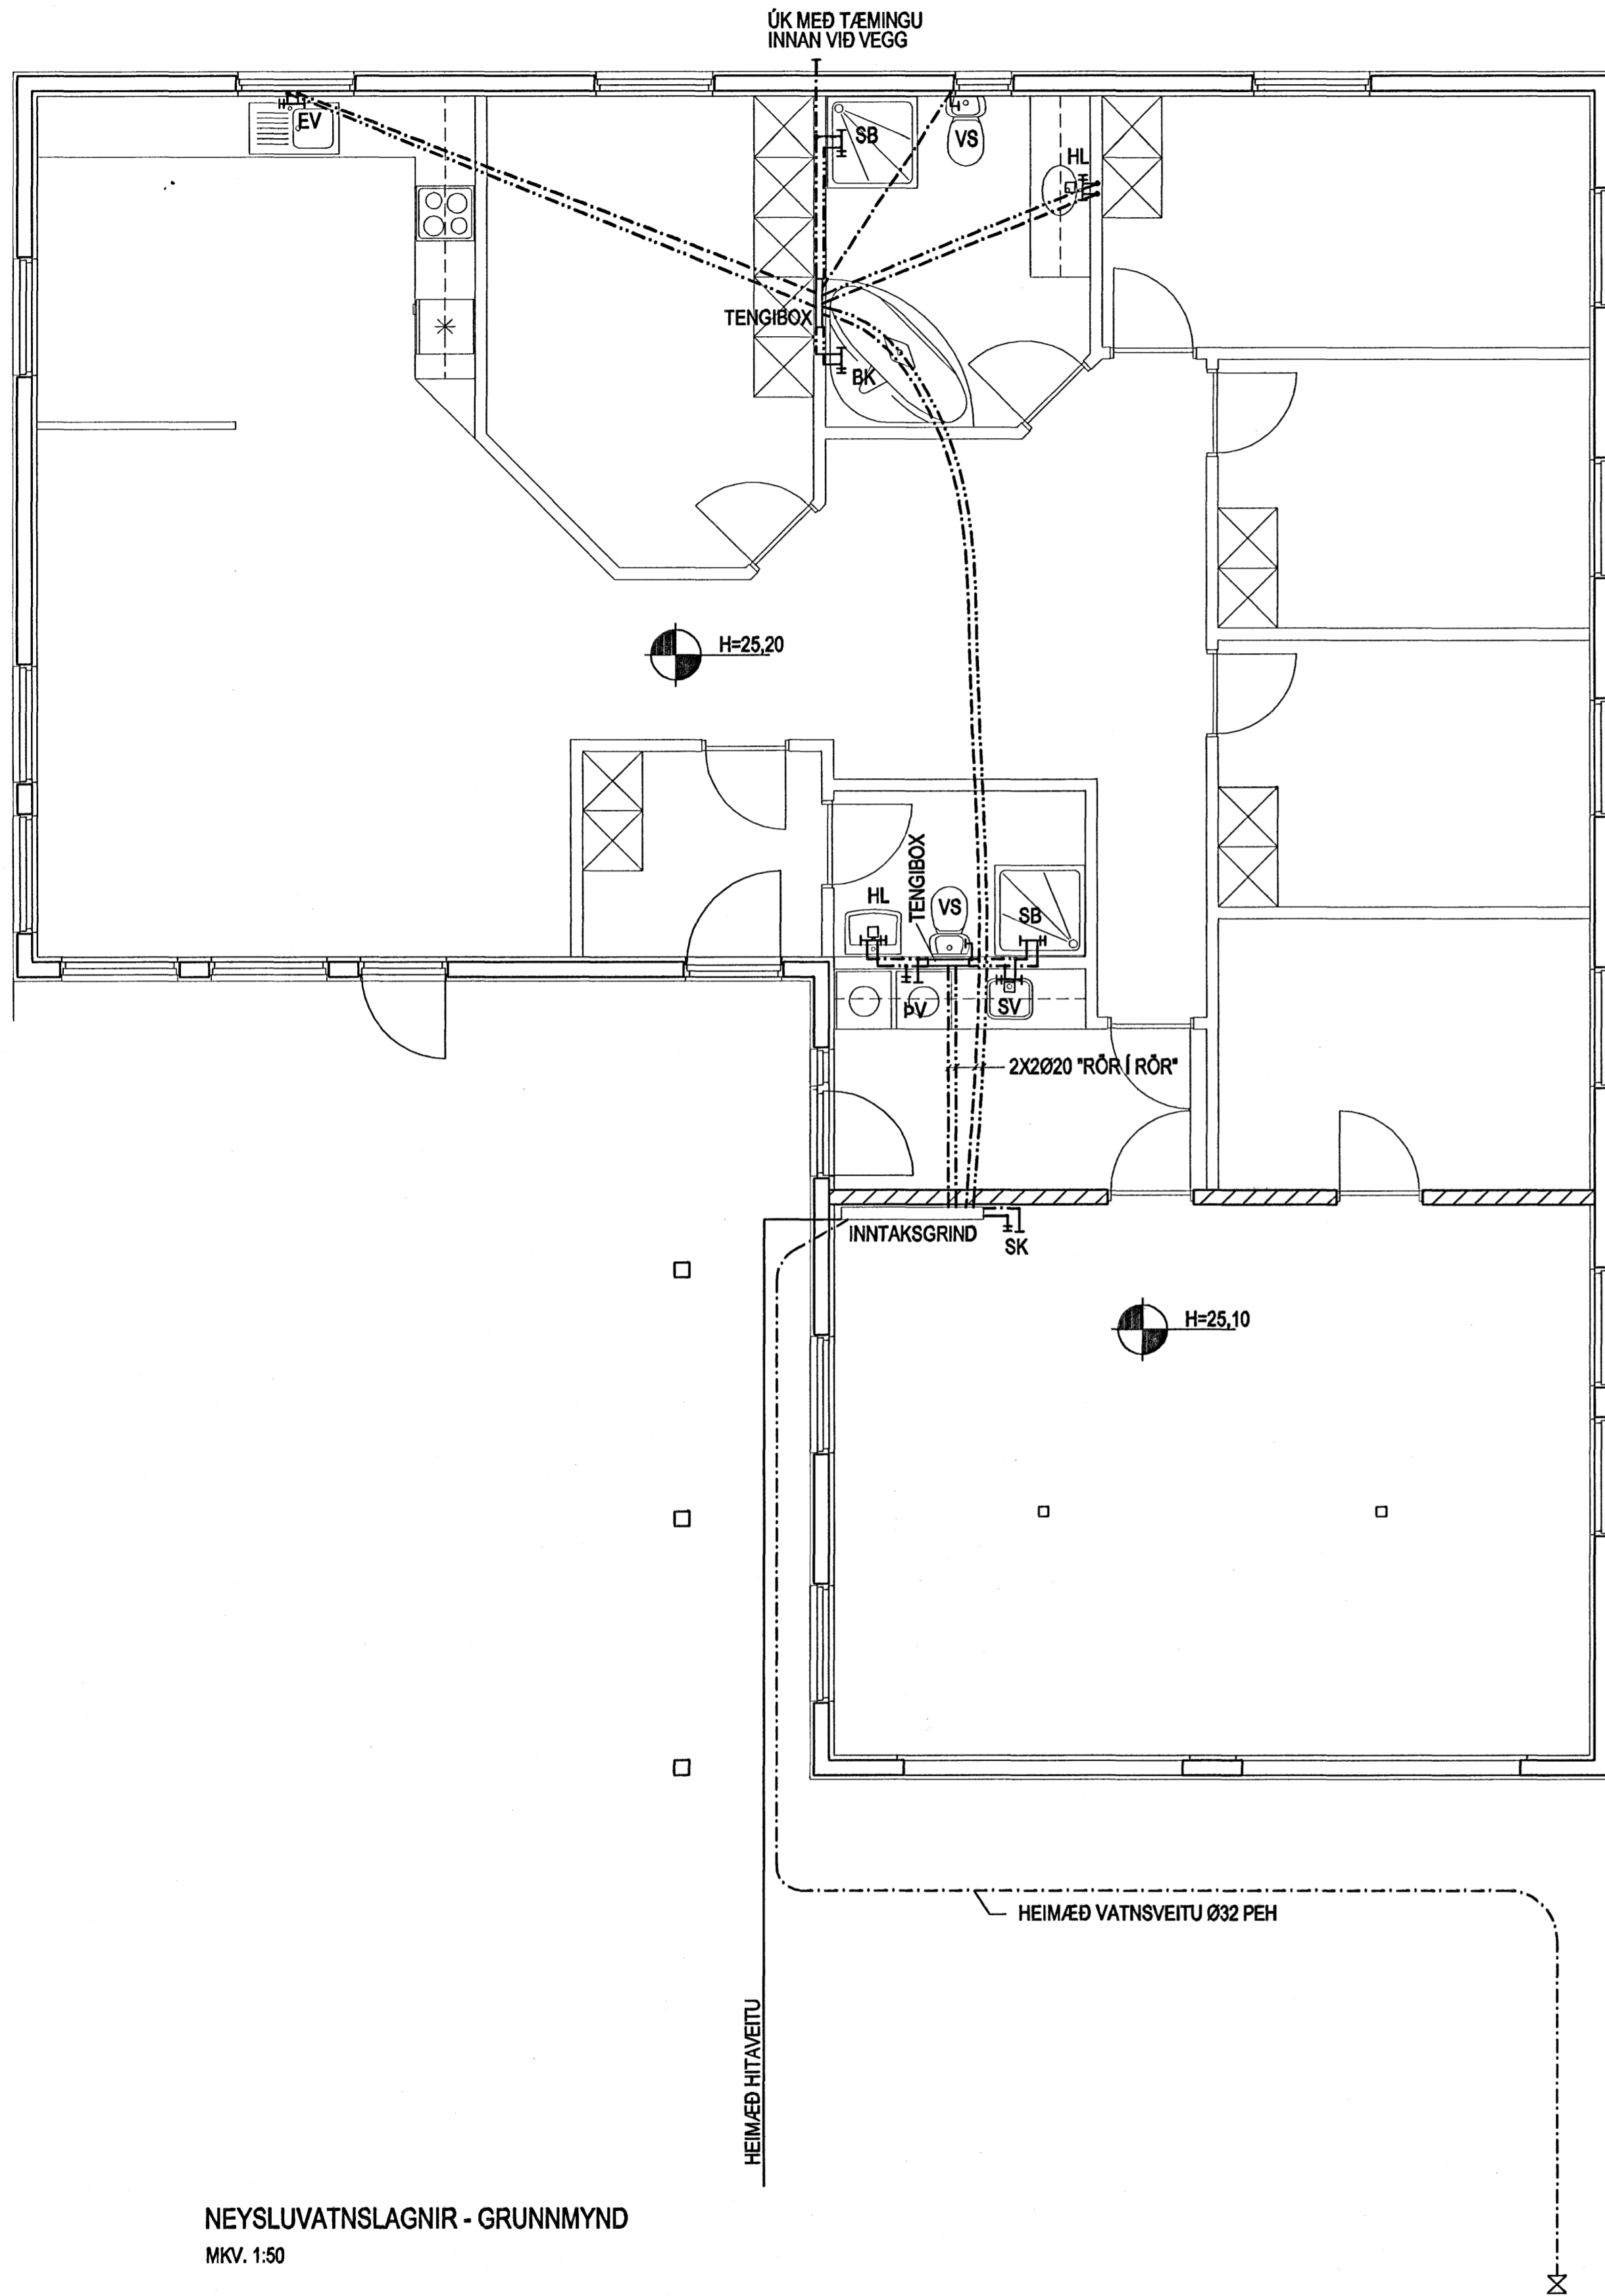 ÚK MEÐ TÆMINGU
INNAN VIÐ VEGG
EV
SB
VS
HL
TENGIBOX
BK
H=25,20
TENGIBOX
HL
VS
SB
ÞV
SV
2X2Ø20 "RÖR Í RÖR"
INNTAKSGRIND
SK
H=25,10
HEIMÆÐ VATNSVEITU Ø32 PEH
HEIMÆÐ HITAVEITU
NEYSLUVATNSLAGNIR - GRUNNMYND
MKV. 1:50